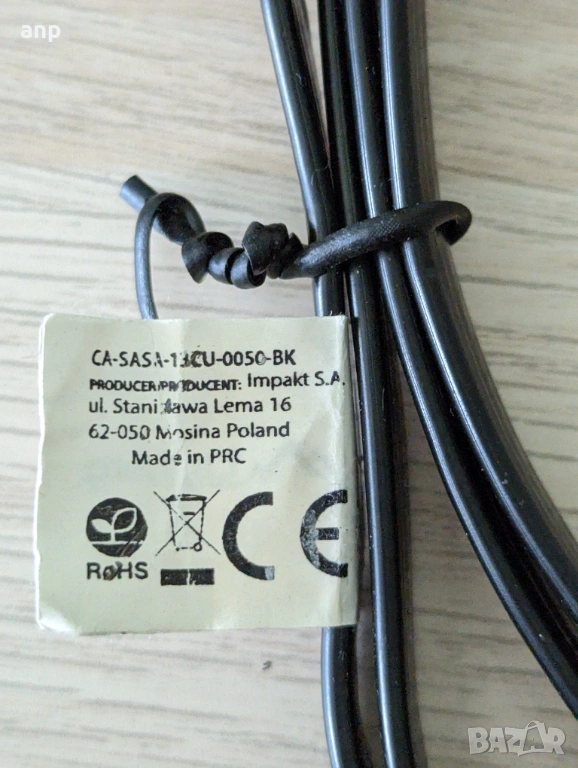 anp
CA-SASA-13CU-0050-BK
PRODUCER/PRODUCENT: Impakt S.A.
ul. Stanisława Lema 16
62-050 Mosina Poland
Made in PRC
RoHS
CE
BAZAR